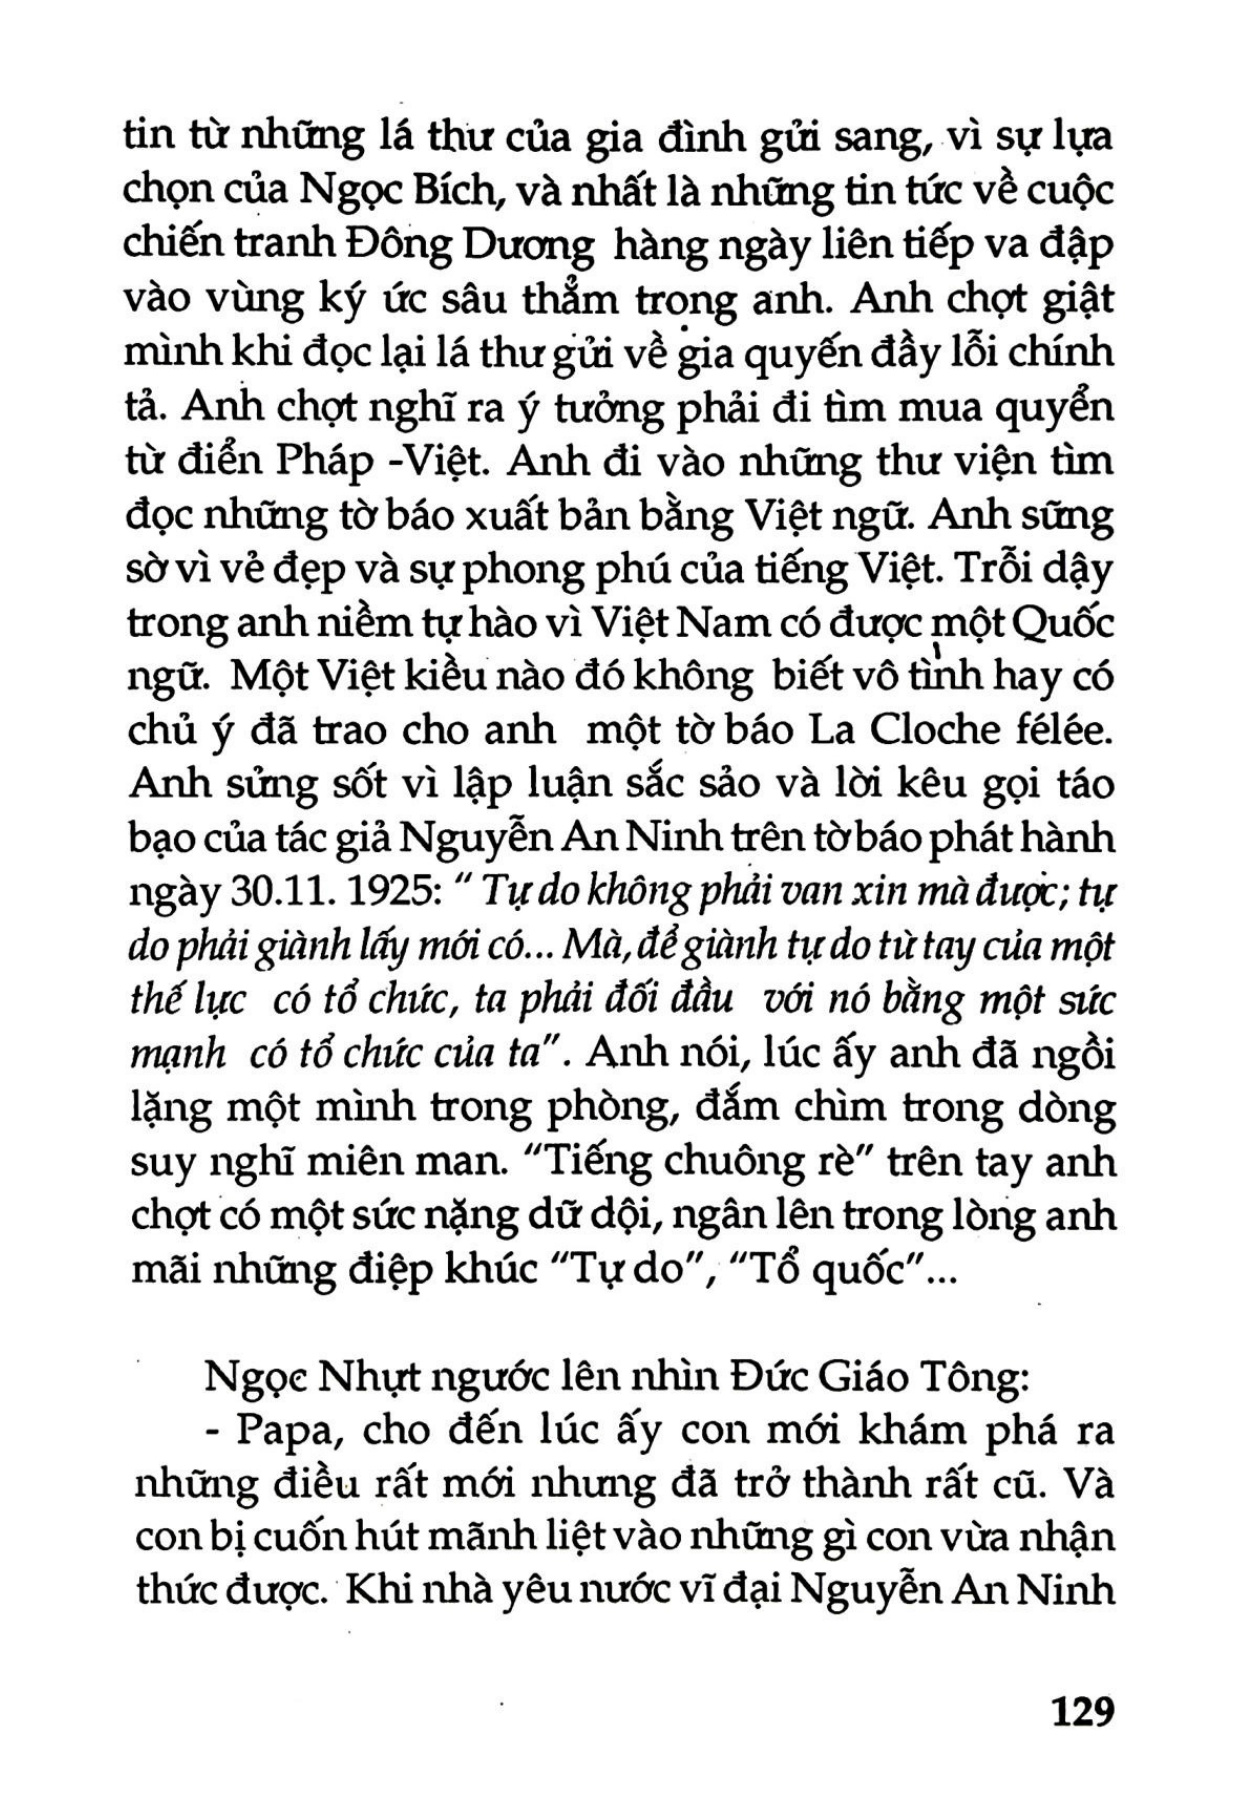 tin từ những lá thư của gia đình gửi sang, vì sự lựa
chọn của Ngọc Bích, và nhất là những tin tức về cuộc
chiến tranh Đông Dương hàng ngày liên tiếp va đập
vào vùng ký ức sâu thẳm trong anh. Anh chợt giật
mình khi đọc lại lá thư gửi về gia quyến đầy lỗi chính
tả. Anh chợt nghĩ ra ý tưởng phải đi tìm mua quyển
từ điển Pháp -Việt. Anh đi vào những thư viện tìm
đọc những tờ báo xuất bản bằng Việt ngữ. Anh sững
sờ vì vẻ đẹp và sự phong phú của tiếng Việt. Trỗi dậy
trong anh niềm tự hào vì Việt Nam có được một Quốc
ngữ. Một Việt kiều nào đó không biết vô tình hay có
chủ ý đã trao cho anh một tờ báo La Cloche félée.
Anh sửng sốt vì lập luận sắc sảo và lời kêu gọi táo
bạo của tác giả Nguyễn An Ninh trên tờ báo phát hành
ngày 30.11. 1925: " Tự do không phải van xin mà được; tự
do phải giành lấy mới có... Mà, để giành tự do từ tay của một
thế lực có tổ chức, ta phải đối đầu với nó bằng một sức
mạnh có tổ chức của ta". Anh nói, lúc ấy anh đã ngồi
lặng một mình trong phòng, đắm chìm trong dòng
suy nghĩ miên man. "Tiếng chuông rè" trên tay anh
chợt có một sức nặng dữ dội, ngân lên trong lòng anh
mãi những điệp khúc "Tự do", "Tổ quốc"...
Ngọc Nhựt ngước lên nhìn Đức Giáo Tông:
- Papa, cho đến lúc ấy con mới khám phá ra
những điều rất mới nhưng đã trở thành rất cũ. Và
con bị cuốn hút mãnh liệt vào những gì con vừa nhận
thức được. Khi nhà yêu nước vĩ đại Nguyễn An Ninh
129